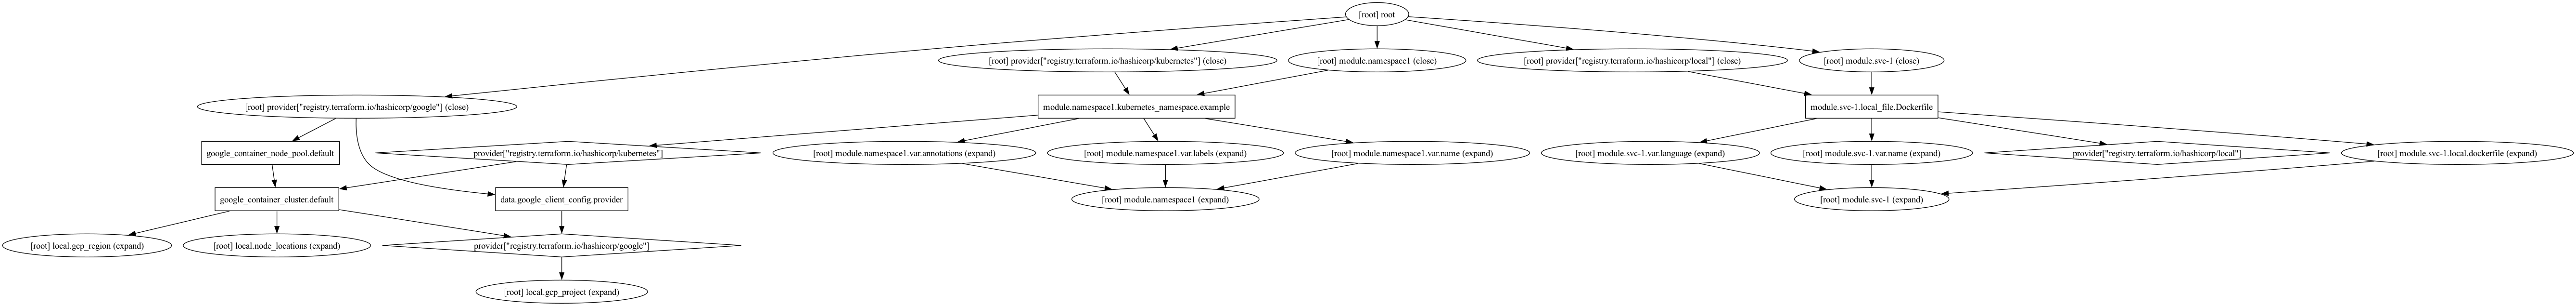 [root] root
[root] provider["registry.terraform.io/hashicorp/kubernetes"] (close)
[root] module.namespace1 (close)
[root] provider["registry.terraform.io/hashicorp/local"] (close)
[root] module.svc-1 (close)
[root] provider["registry.terraform.io/hashicorp/google"] (close)
module.namespace1.kubernetes_namespace.example
module.svc-1.local_file.Dockerfile
google_container_node_pool.default
provider["registry.terraform.io/hashicorp/kubernetes"]
[root] module.namespace1.var.annotations (expand)
[root] module.namespace1.var.labels (expand)
[root] module.namespace1.var.name (expand)
[root] module.svc-1.var.language (expand)
[root] module.svc-1.var.name (expand)
provider["registry.terraform.io/hashicorp/local"]
[root] module.svc-1.local.dockerfile (expand)
google_container_cluster.default
data.google_client_config.provider
[root] module.namespace1 (expand)
[root] module.svc-1 (expand)
[root] local.gcp_region (expand)
[root] local.node_locations (expand)
provider["registry.terraform.io/hashicorp/google"]
[root] local.gcp_project (expand)